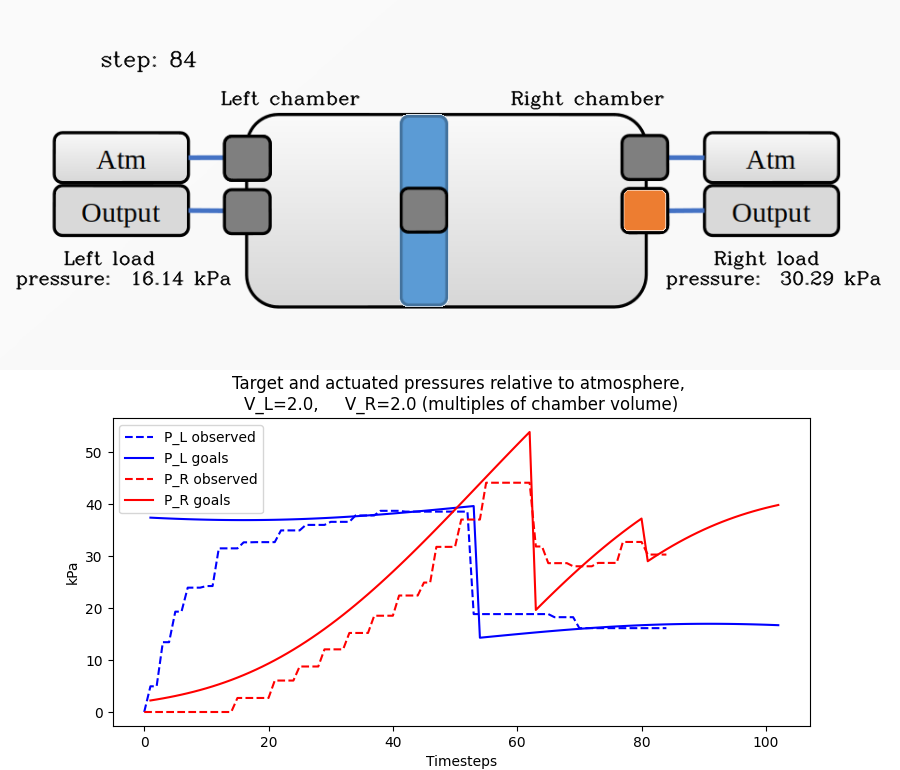 step: 84
Left chamber
Right chamber
Atm
Atm
Output
Output
Left load
pressure: 16.14 kPa
Right load
pressure: 30.29 kPa
Target and actuated pressures relative to atmosphere,
V_L=2.0, V_R=2.0 (multiples of chamber volume)
P_L observed
P_L goals
P_R observed
P_R goals
50
40
30
20
10
0
kPa
0 20 40 60 80 100
Timesteps